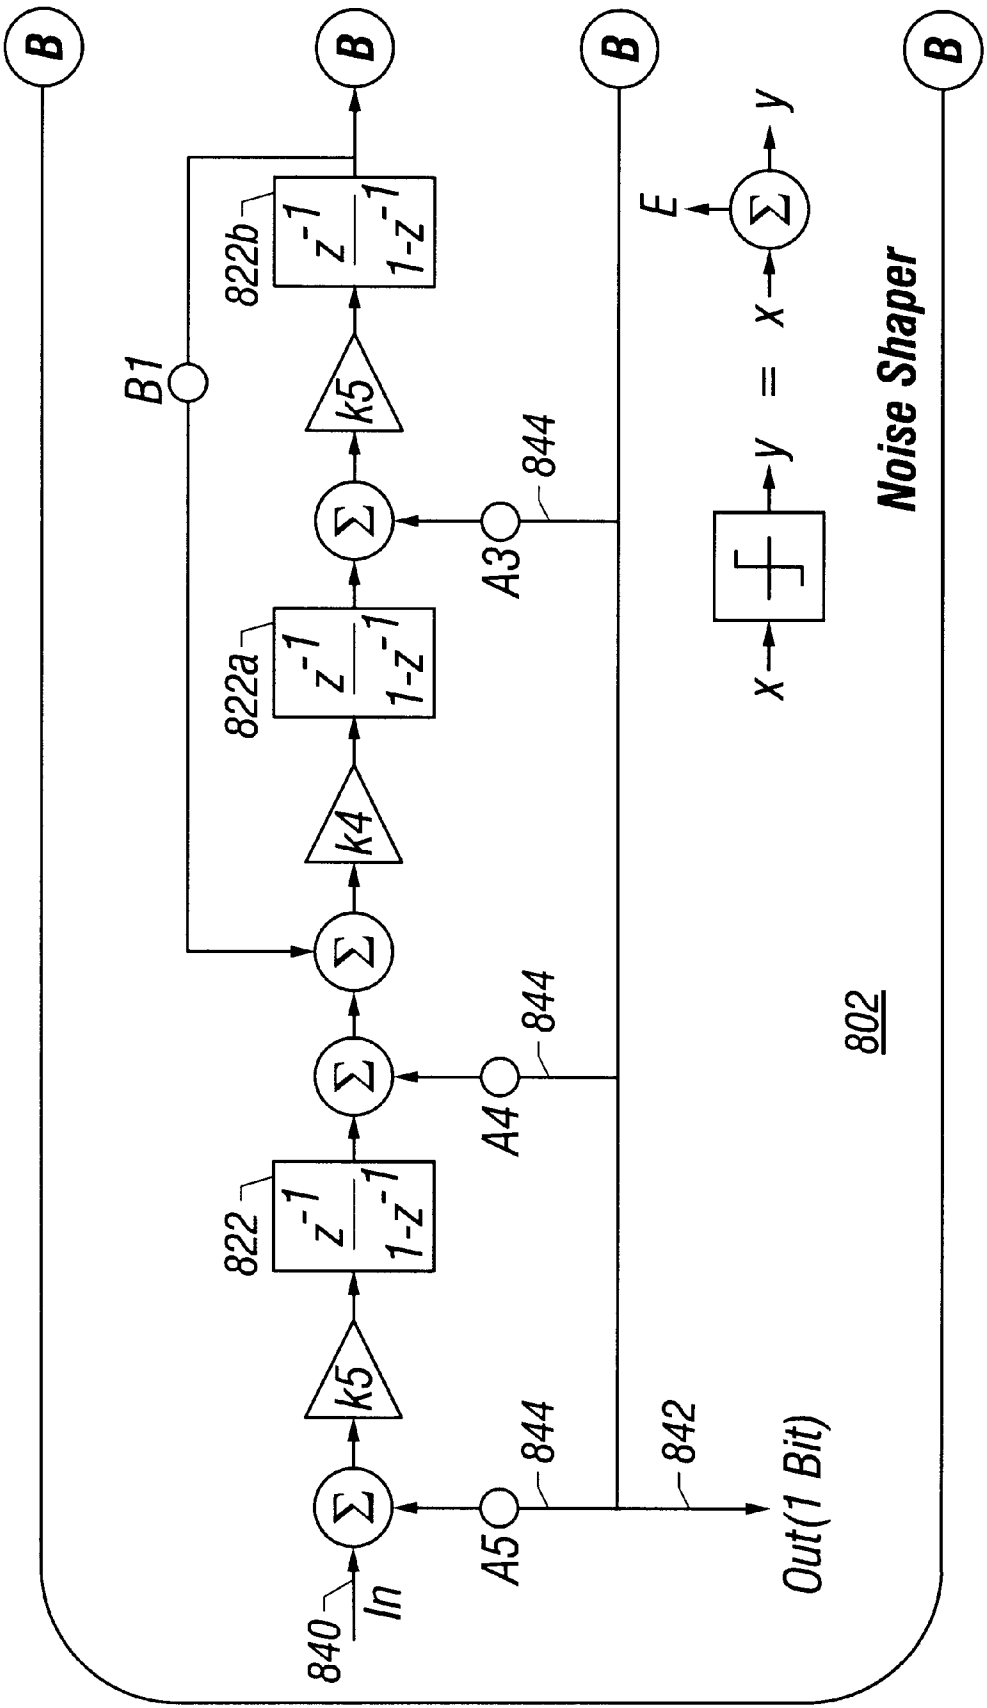 B
B
B
B
B1
822
822a
822b
z⁻¹
1-z⁻¹
z⁻¹
1-z⁻¹
z⁻¹
1-z⁻¹
840
In
Σ
k5
Σ
Σ
k4
Σ
k5
A5
844
A4
844
A3
844
842
Out(1 Bit)
x
y
=
x
Σ
y
E
802
Noise Shaper